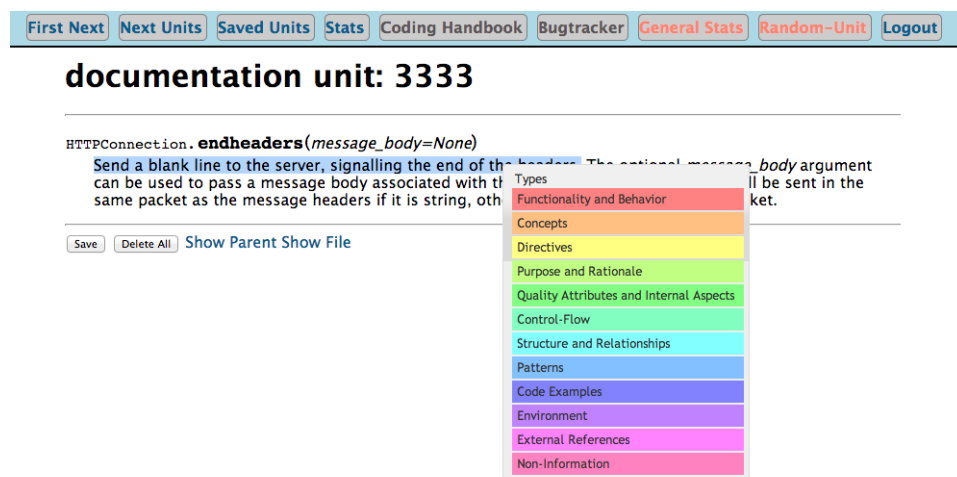 First Next Next Units Saved Units Stats Coding Handbook Bugtracker General Stats Random-Unit Logout
documentation unit: 3333
HTTPConnection.endheaders(message_body=None)
Send a blank line to the server, signalling the end of the headers. The optional message_body argument
can be used to pass a message body associated with th ll be sent in the
same packet as the message headers if it is string, oth ket.
Save Delete All Show Parent Show File
Types
Functionality and Behavior
Concepts
Directives
Purpose and Rationale
Quality Attributes and Internal Aspects
Control-Flow
Structure and Relationships
Patterns
Code Examples
Environment
External References
Non-Information